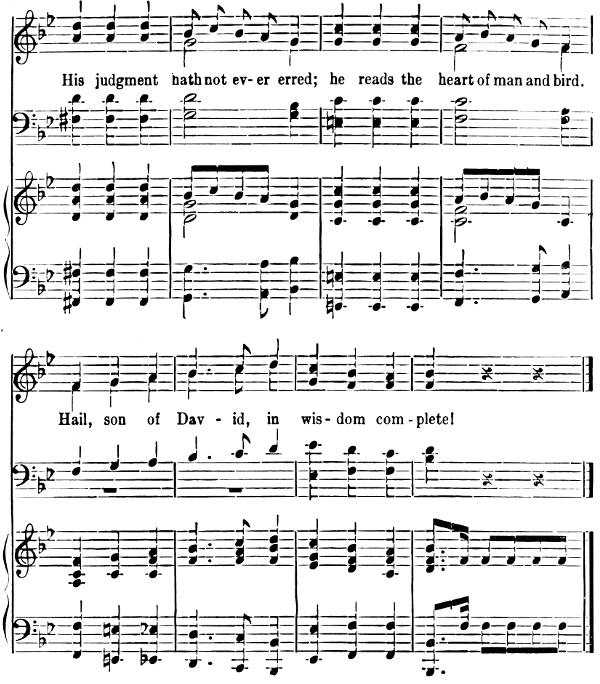 His judgment hath not ev-er erred; he reads the heart of man and bird.
Hail, son of Dav-id, in wis-dom com-plete!